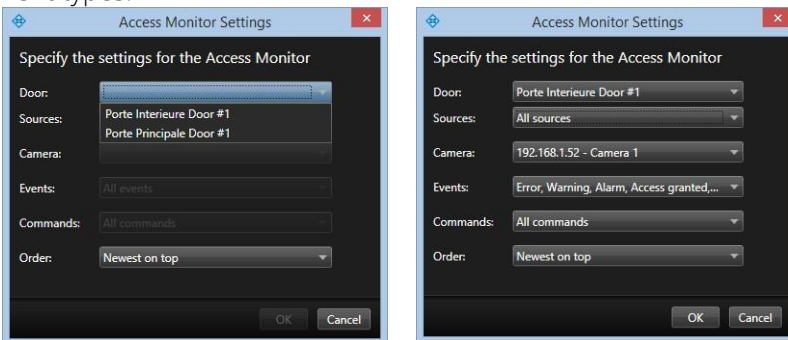 Access Monitor Settings
Specify the settings for the Access Monitor
Door:
Porte Interieure Door #1
Sources:
Porte Principale Door #1
Camera:
Events: All events
Commands: All commands
Order: Newest on top
OK Cancel
Access Monitor Settings
Specify the settings for the Access Monitor
Door: Porte Interieure Door #1
Sources: All sources
Camera: 192.168.1.52 - Camera 1
Events: Error, Warning, Alarm, Access granted,...
Commands: All commands
Order: Newest on top
OK Cancel